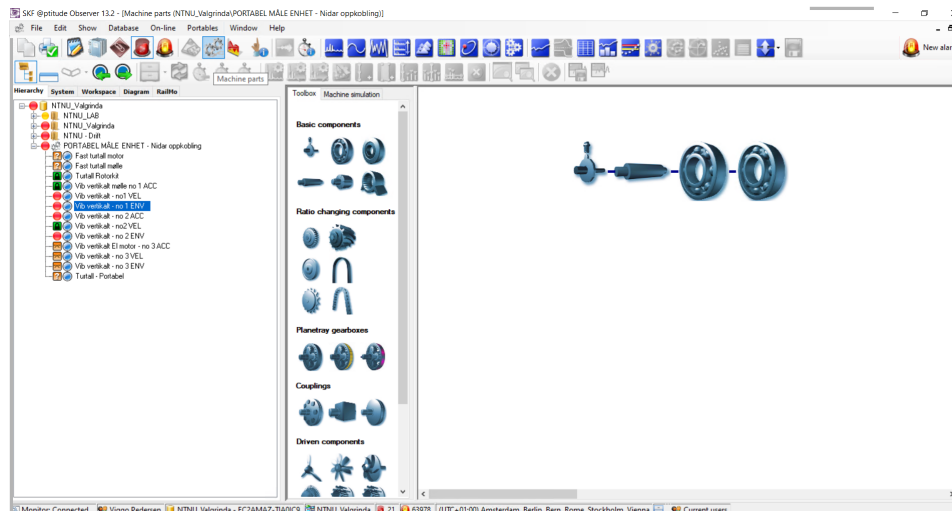 SKF @ptitude Observer 13.2 - [Machine parts (NTNU_Valgrinda\PORTABEL MÅLE ENHET - Nidar oppkobling)]
File Edit Show Database On-line Portables Window Help
New alar
Machine parts
Hierarchy System Workspace Diagram RailMo
NTNU_Valgrinda
NTNU_LAB
NTNU_Valgrinda
NTNU - Drift
PORTABEL MÅLE ENHET - Nidar oppkobling
Fast turtall motor
Fast turtall mølle
Turtall Rotorkit
Vib vertikalt mølle no 1 ACC
Vib vertikalt - no1 VEL
Vib vertikalt - no 1 ENV
Vib vertikalt - no 2 ACC
Vib vertikalt - no2 VEL
Vib vertikalt - no 2 ENV
Vib vertikalt El motor - no 3 ACC
Vib vertikalt - no 3 VEL
Vib vertikalt - no 3 ENV
Turtall - Portabel
Toolbox Machine simulation
Basic components
Ratio changing components
Planetray gearboxes
Couplings
Driven components
Monitor: Connected Viggo Pedersen NTNU_Valgrinda - EC2AMAZ-TIA0IC9 NTNU_Valgrinda 21 63978 (UTC+01:00) Amsterdam, Berlin, Bern, Rome, Stockholm, Vienna Current users